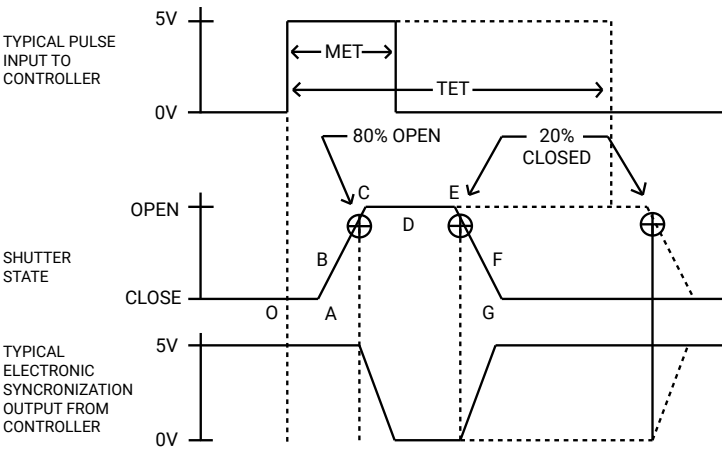 TYPICAL PULSE
INPUT TO
CONTROLLER
5V
0V
MET
TET
80% OPEN
20%
CLOSED
SHUTTER
STATE
OPEN
CLOSE
C
E
D
B
F
O
A
G
TYPICAL
ELECTRONIC
SYNCRONIZATION
OUTPUT FROM
CONTROLLER
5V
0V